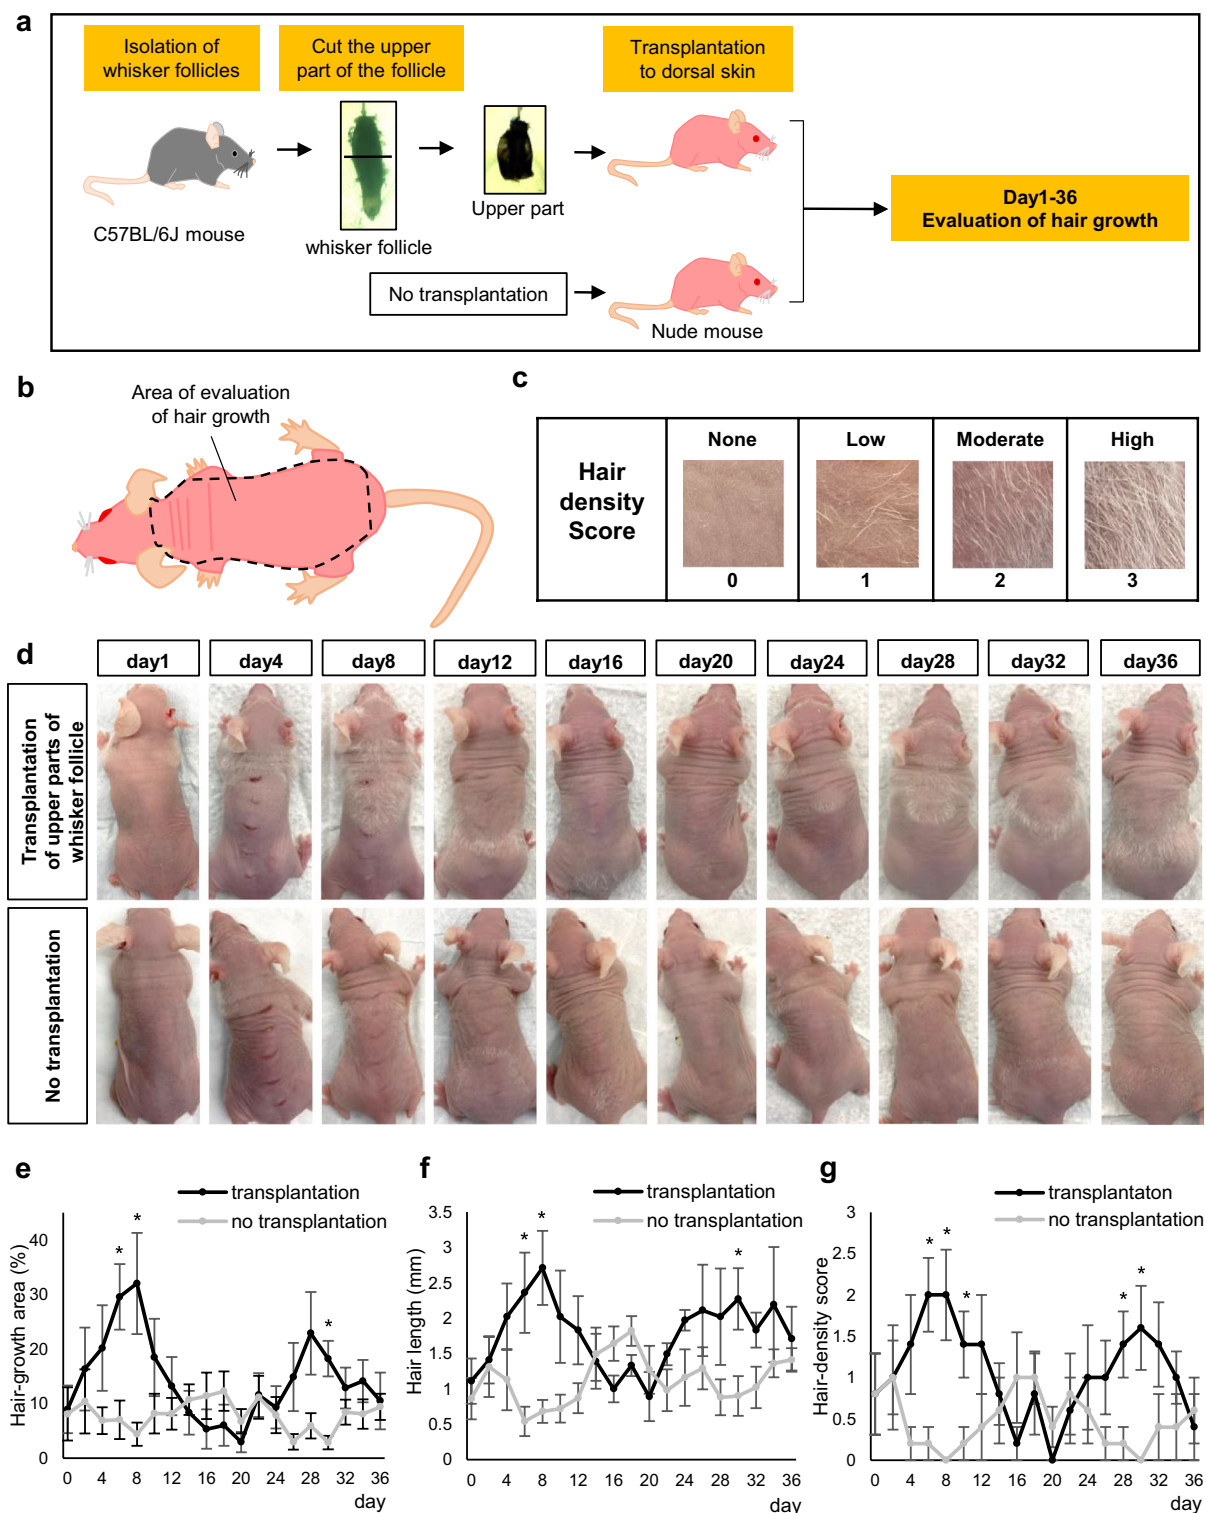 a
Isolation of
whisker follicles
Cut the upper
part of the follicle
Transplantation
to dorsal skin
C57BL/6J mouse
whisker follicle
Upper part
No transplantation
Nude mouse
Day1-36
Evaluation of hair growth
b
Area of evaluation
of hair growth
c
Hair
density
Score
None
0
Low
1
Moderate
2
High
3
d
day1
day4
day8
day12
day16
day20
day24
day28
day32
day36
Transplantation
of upper parts of
whisker follicle
No transplantation
e
transplantation
no transplantation
Hair-growth area (%)
40
30
20
10
0
* * *
0 4 8 12 16 20 24 28 32 36
day
f
transplantation
no transplantation
Hair length (mm)
3.5
3
2.5
2
1.5
1
0.5
0
* * *
0 4 8 12 16 20 24 28 32 36
day
g
transplantaton
no transplantation
Hair-density score
3
2.5
2
1.5
1
0.5
0
* * * * *
0 4 8 12 16 20 24 28 32 36
day